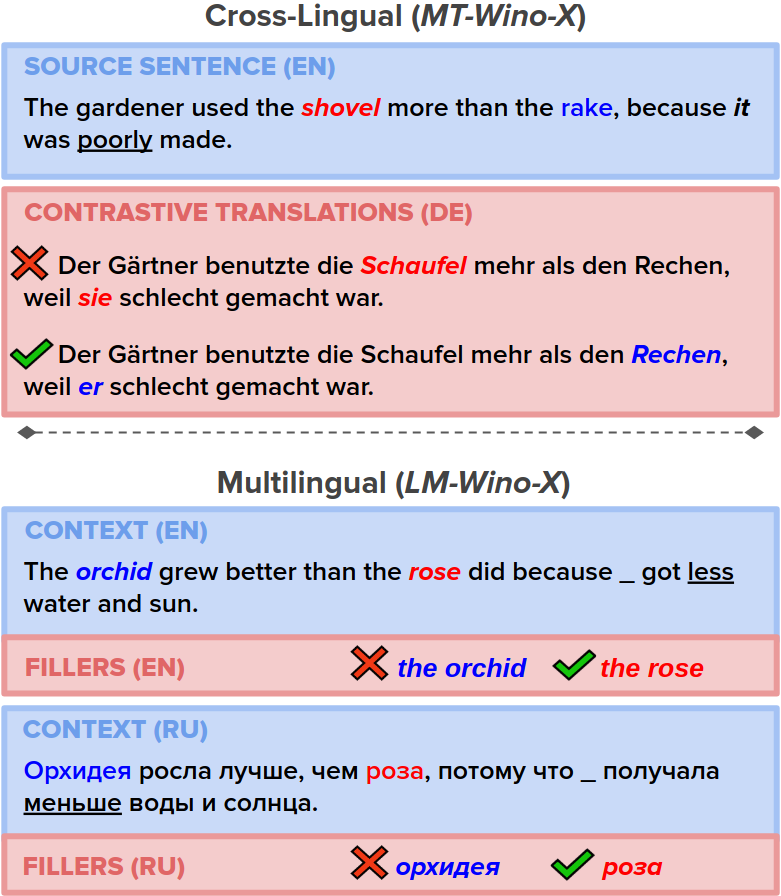 Cross-Lingual (MT-Wino-X)
SOURCE SENTENCE (EN)
The gardener used the shovel more than the rake, because it
was poorly made.
CONTRASTIVE TRANSLATIONS (DE)
Der Gärtner benutzte die Schaufel mehr als den Rechen,
weil sie schlecht gemacht war.
Der Gärtner benutzte die Schaufel mehr als den Rechen,
weil er schlecht gemacht war.
Multilingual (LM-Wino-X)
CONTEXT (EN)
The orchid grew better than the rose did because _ got less
water and sun.
FILLERS (EN) the orchid the rose
CONTEXT (RU)
Орхидея росла лучше, чем роза, потому что _ получала
меньше воды и солнца.
FILLERS (RU) орхидея роза